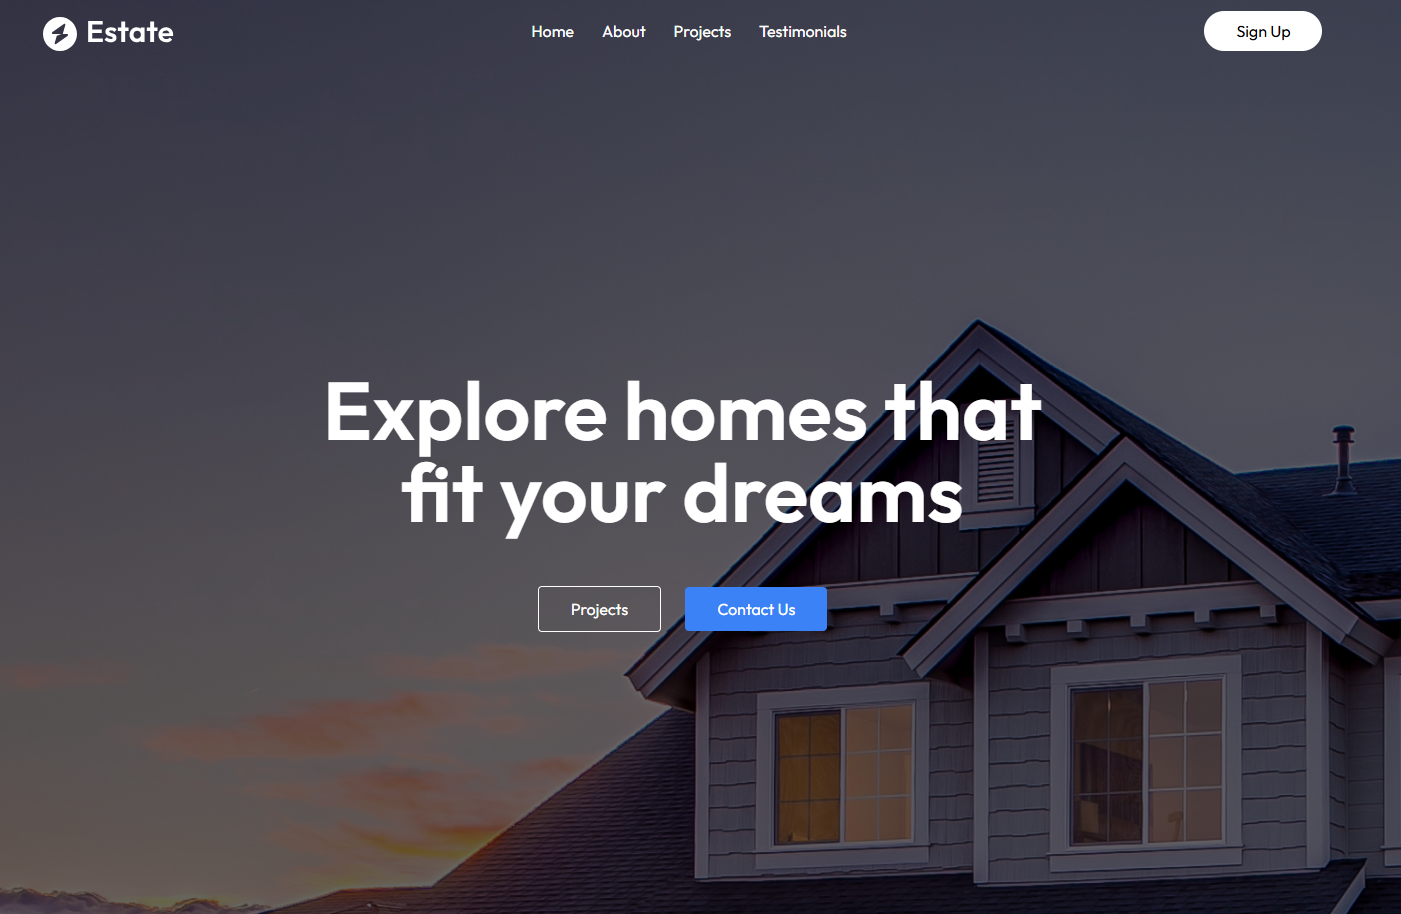 Estate
Home About Projects Testimonials
Sign Up
Explore homes that
fit your dreams
Projects
Contact Us